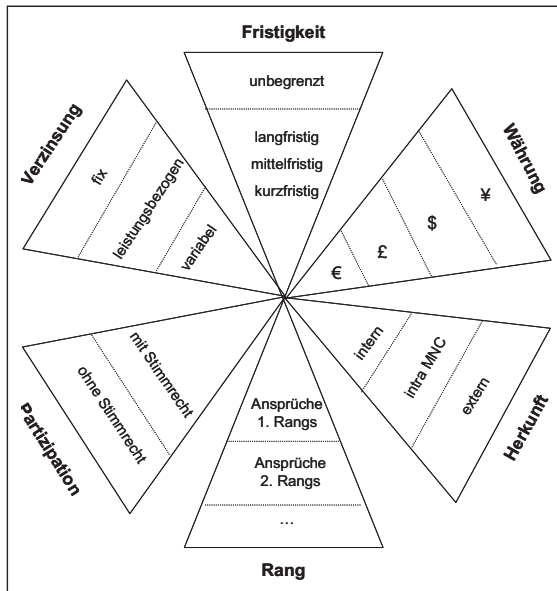 Fristigkeit
unbegrenzt
langfristig
mittelfristig
kurzfristig
Währung
¥
$
£
€
Herkunft
intern
intra MNC
extern
Rang
Ansprüche
1. Rangs
Ansprüche
2. Rangs
...
Partizipation
ohne Stimmrecht
mit Stimmrecht
Verzinsung
fix
leistungsbezogen
variabel